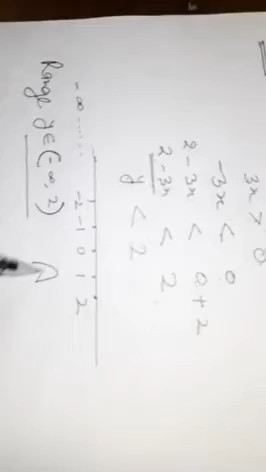 3x > 0
-3x < 0
2 - 3x < 0 + 2
2 - 3x < 2
y < 2
-∞ ...... -2 -1 0 1 2
Range y ∈ (-∞, 2)